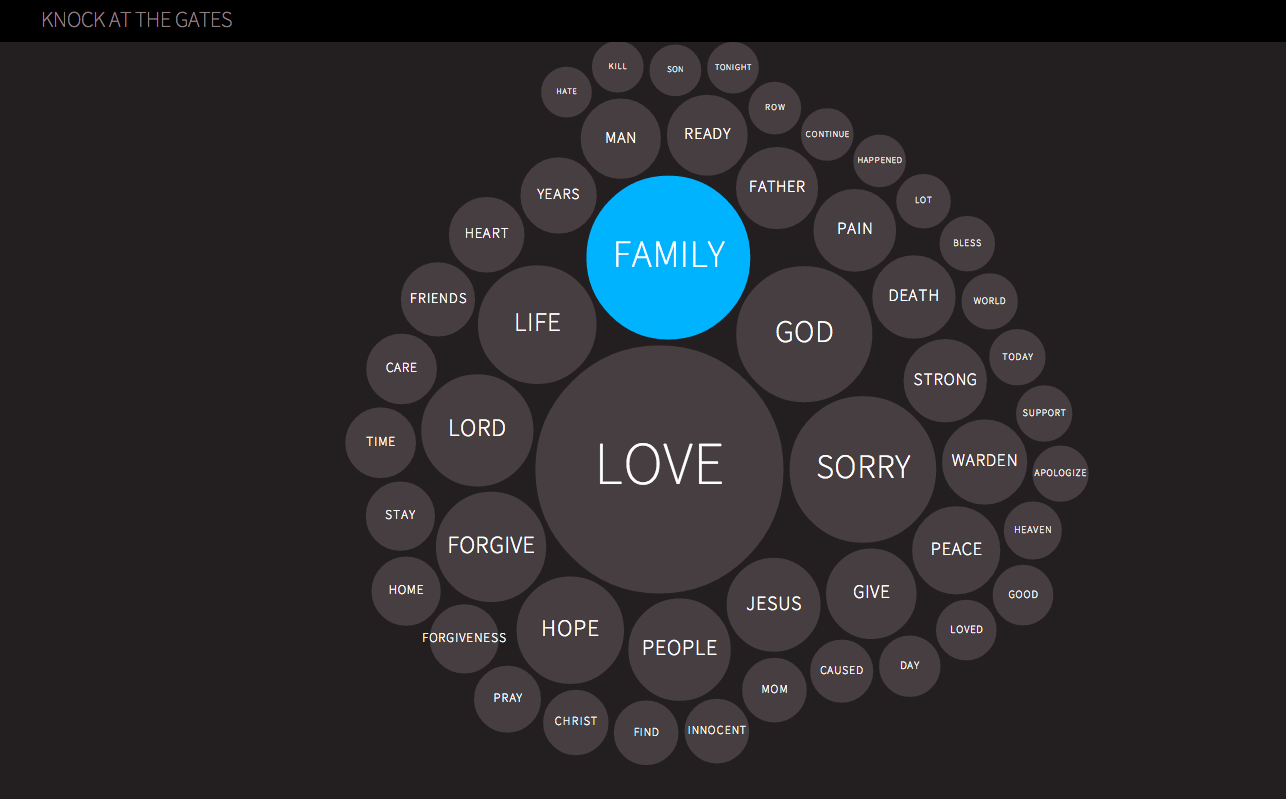 KNOCK AT THE GATES
KILL
SON
TONIGHT
HATE
ROW
MAN
READY
CONTINUE
HAPPENED
YEARS
FATHER
LOT
HEART
FAMILY
PAIN
BLESS
FRIENDS
LIFE
GOD
DEATH
WORLD
CARE
STRONG
TODAY
LORD
SUPPORT
TIME
LOVE
SORRY
WARDEN
APOLOGIZE
STAY
FORGIVE
PEACE
HEAVEN
HOME
JESUS
GIVE
GOOD
FORGIVENESS
HOPE
PEOPLE
LOVED
PRAY
MOM
CAUSED
DAY
CHRIST
FIND
INNOCENT